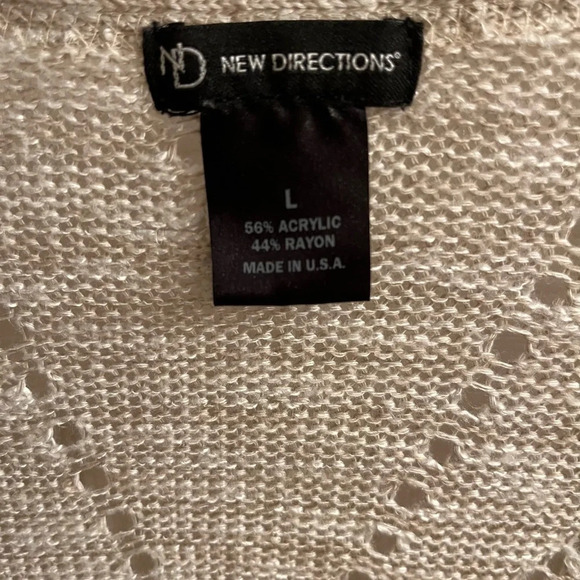 ND NEW DIRECTIONS®
L
56% ACRYLIC
44% RAYON
MADE IN U.S.A.